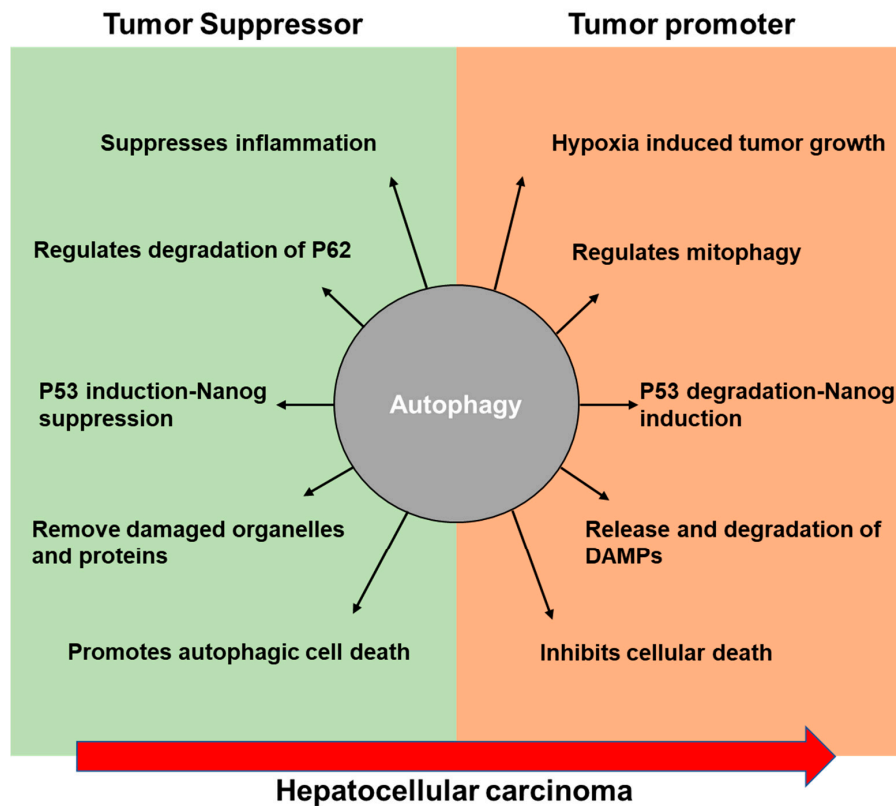 Tumor Suppressor
Tumor promoter
Suppresses inflammation
Hypoxia induced tumor growth
Regulates degradation of P62
Regulates mitophagy
P53 induction-Nanog
suppression
Autophagy
P53 degradation-Nanog
induction
Remove damaged organelles
and proteins
Release and degradation of
DAMPs
Promotes autophagic cell death
Inhibits cellular death
Hepatocellular carcinoma